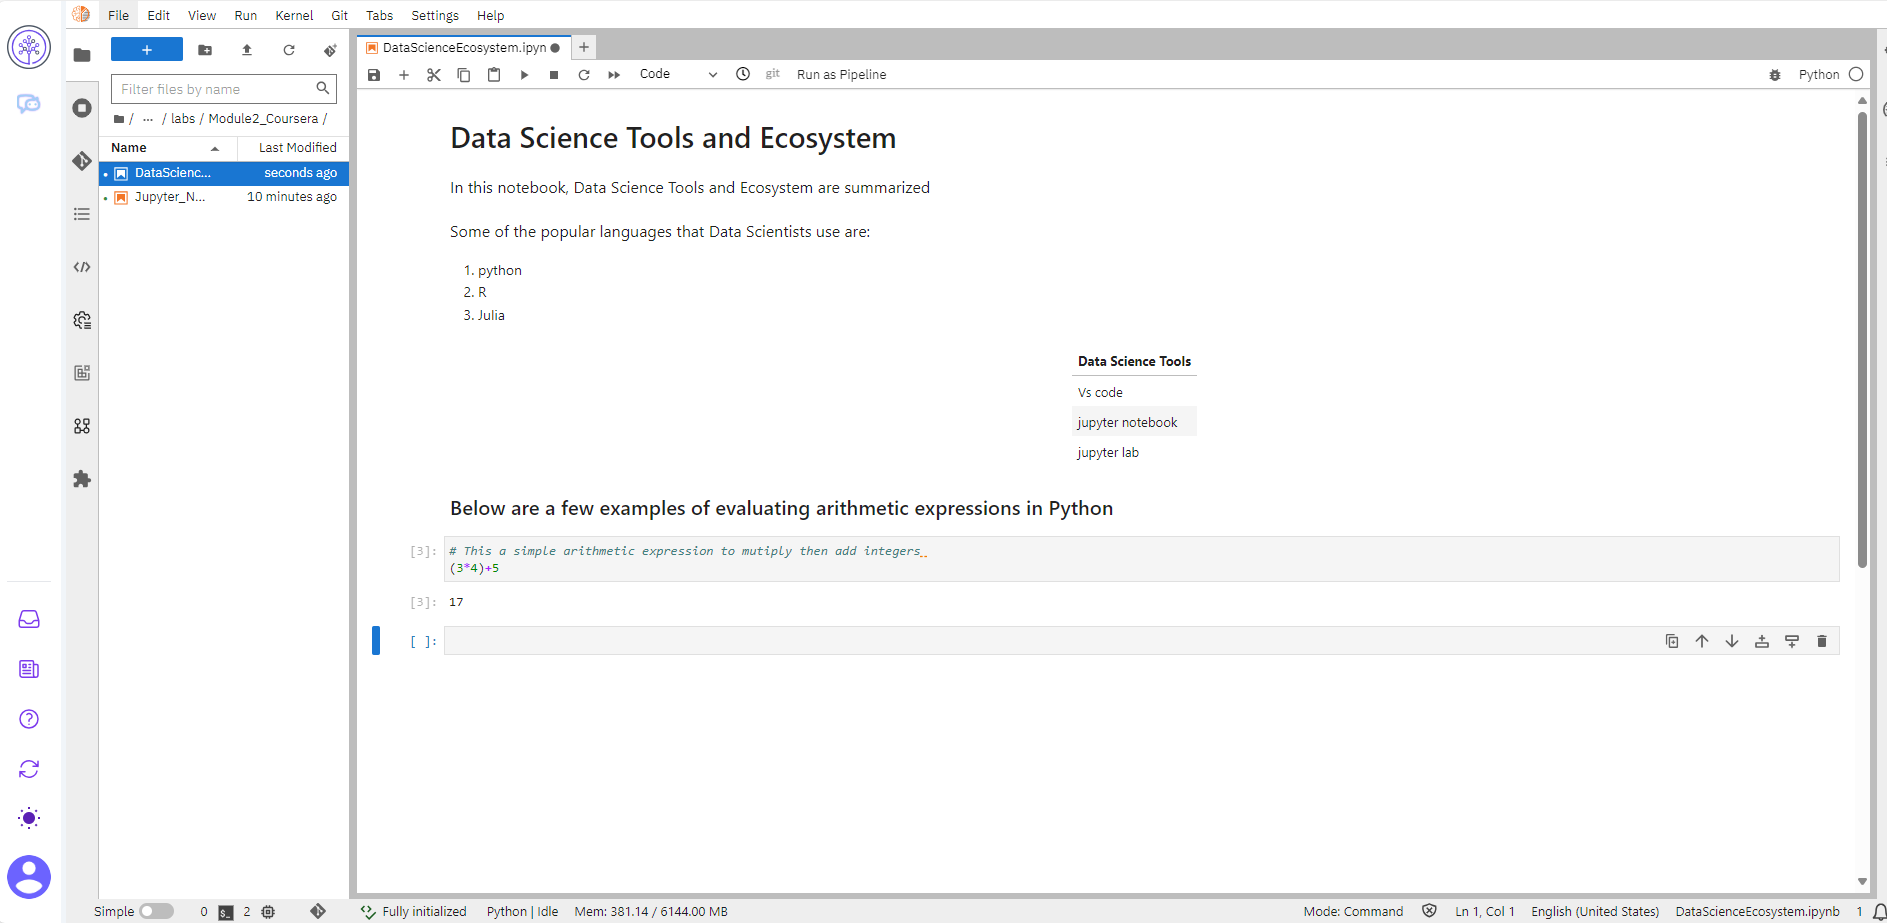 File Edit View Run Kernel Git Tabs Settings Help
Filter files by name
/ ... / labs / Module2_Coursera /
Name Last Modified
DataScienc... seconds ago
Jupyter_N... 10 minutes ago
DataScienceEcosystem.ipyn
Code git Run as Pipeline Python
Data Science Tools and Ecosystem
In this notebook, Data Science Tools and Ecosystem are summarized
Some of the popular languages that Data Scientists use are:
1. python
2. R
3. Julia
Data Science Tools
Vs code
jupyter notebook
jupyter lab
Below are a few examples of evaluating arithmetic expressions in Python
[3]: # This a simple arithmetic expression to mutiply then add integers
(3*4)+5
[3]: 17
[ ]:
Simple 0 $_ 2 Fully initialized Python | Idle Mem: 381.14 / 6144.00 MB Mode: Command Ln 1, Col 1 English (United States) DataScienceEcosystem.ipynb 1